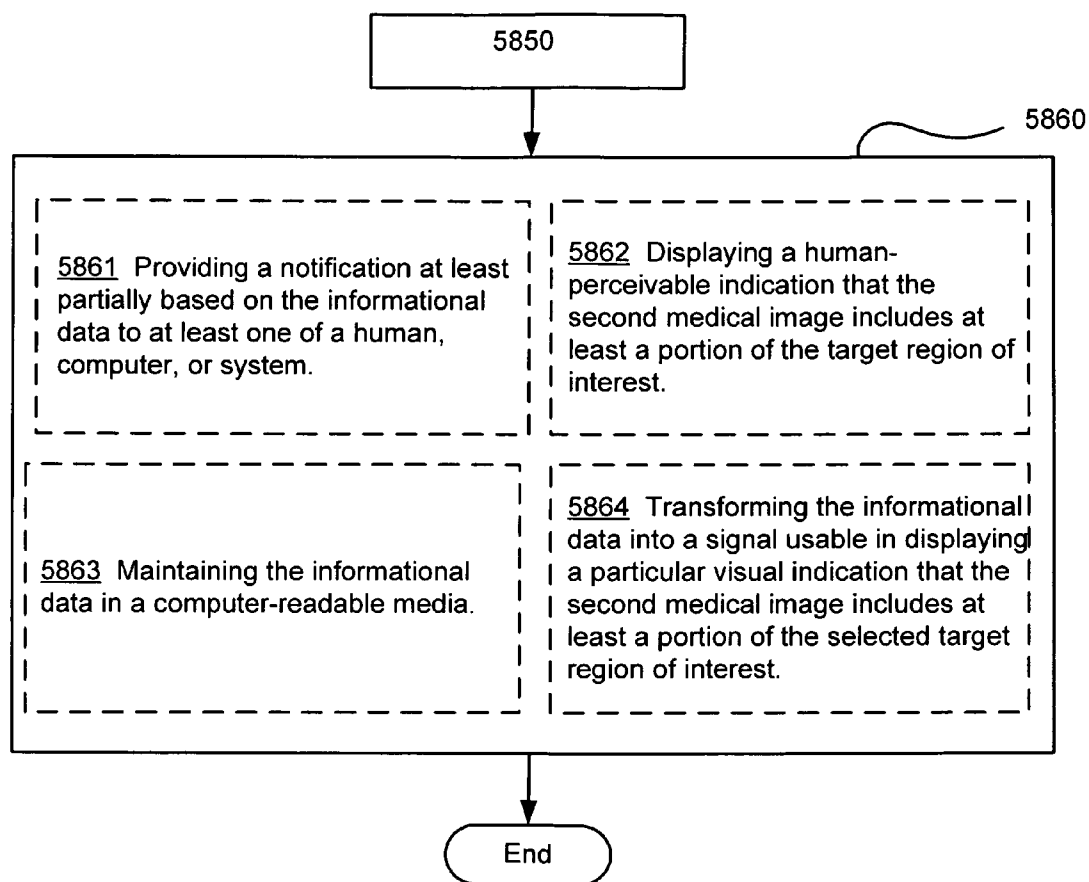 5850
5860
5861 Providing a notification at least
partially based on the informational
data to at least one of a human,
computer, or system.
5862 Displaying a human-
perceivable indication that the
second medical image includes at
least a portion of the target region of
interest.
5863 Maintaining the informational
data in a computer-readable media.
5864 Transforming the informational
data into a signal usable in displaying
a particular visual indication that the
second medical image includes at
least a portion of the selected target
region of interest.
End